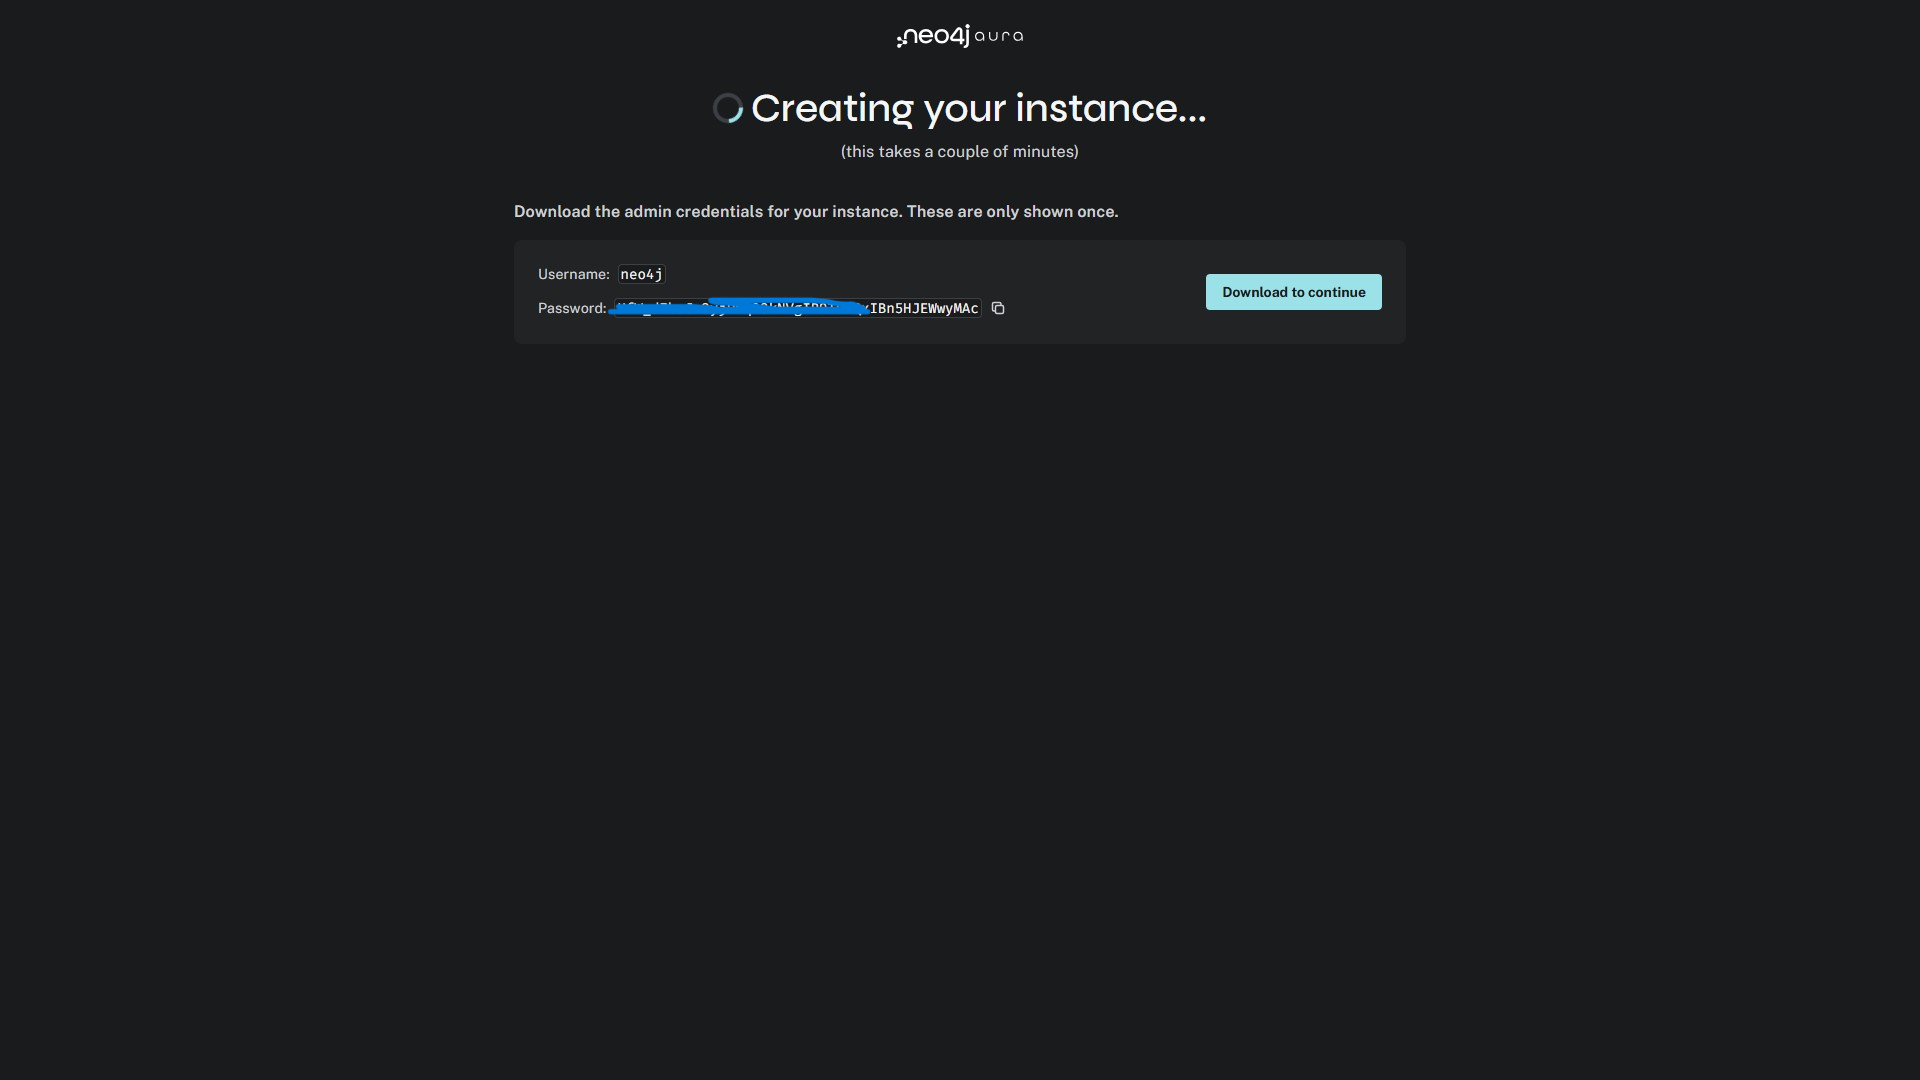 neo4j aura
Creating your instance...
(this takes a couple of minutes)
Download the admin credentials for your instance. These are only shown once.
Username: neo4j
Password: IBn5HJEWwyMAc
Download to continue